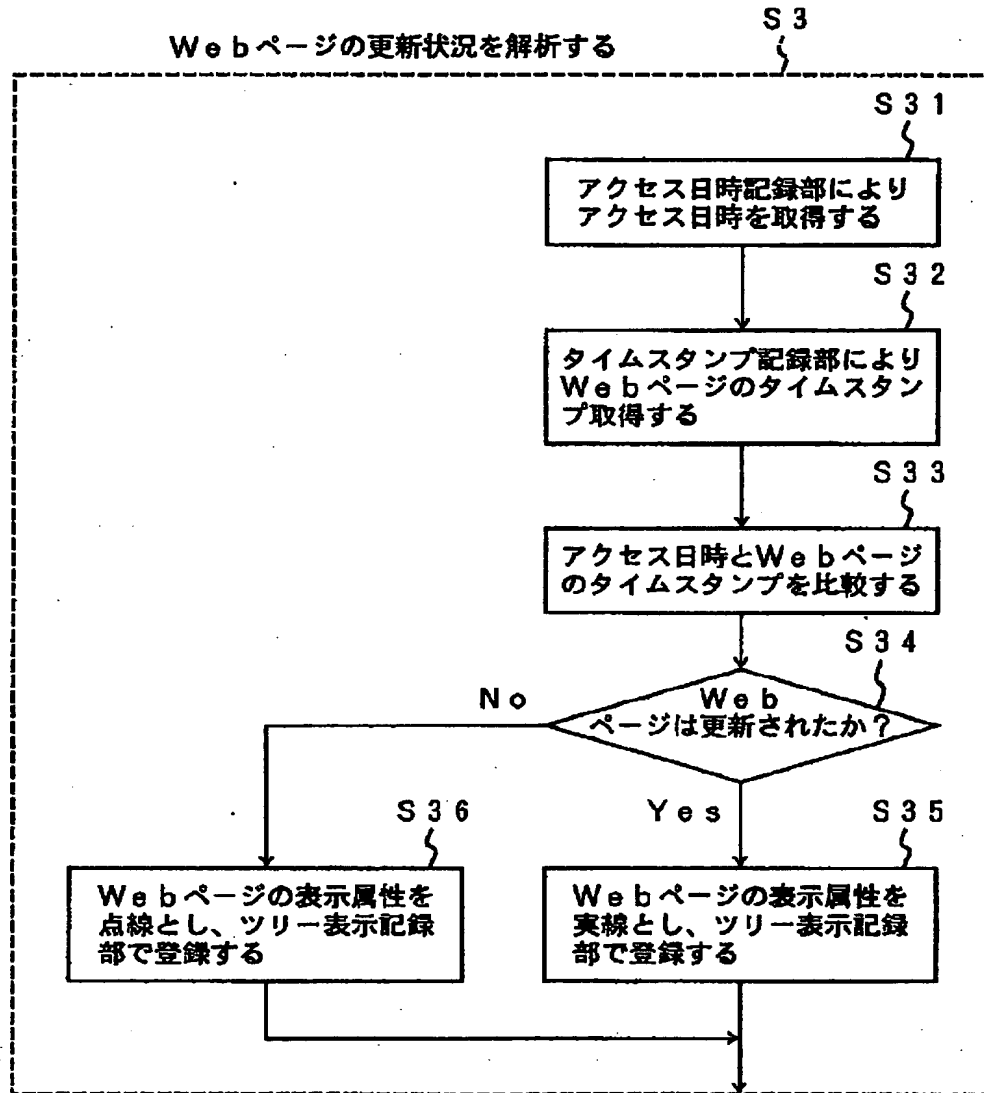 S3
Webページの更新状況を解析する
S31
アクセス日時記録部により
アクセス日時を取得する
S32
タイムスタンプ記録部により
Webページのタイムスタン
プ取得する
S33
アクセス日時とWebページ
のタイムスタンプを比較する
S34
Web
ページは更新されたか?
No
Yes
S36
Webページの表示属性を
点線とし、ツリー表示記録
部で登録する
S35
Webページの表示属性を
実線とし、ツリー表示記録
部で登録する